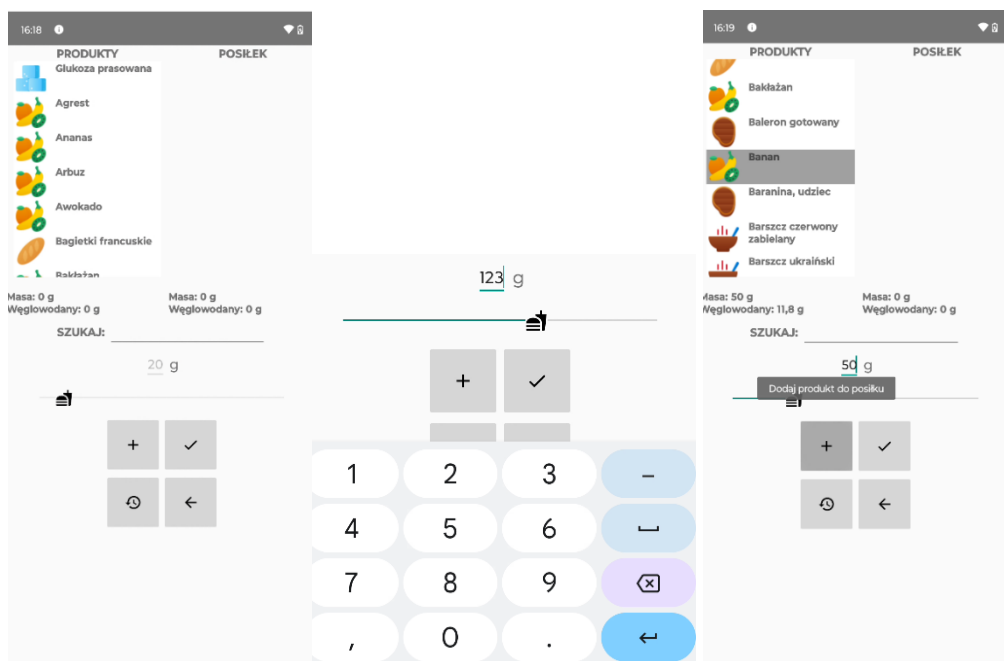 16:18
PRODUKTY
POSIŁEK
Glukoza prasowana
Agrest
Ananas
Arbuz
Awokado
Bagietki francuskie
Bakłażan
Masa: 0 g
Węglowodany: 0 g
Masa: 0 g
Węglowodany: 0 g
SZUKAJ:
20 g
123 g
1 2 3 –
4 5 6
7 8 9
, 0 .
16:19
PRODUKTY
POSIŁEK
Bakłażan
Baleron gotowany
Banan
Baranina, udziec
Barszcz czerwony
zabielany
Barszcz ukraiński
Masa: 50 g
Węglowodany: 11,8 g
Masa: 0 g
Węglowodany: 0 g
SZUKAJ:
50 g
Dodaj produkt do posiłku